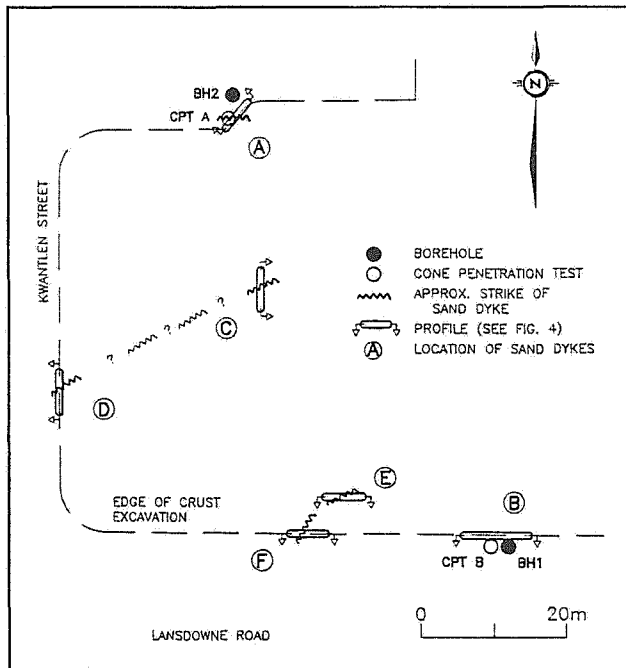 BH2
N
CPT A
A
KWANTLEN STREET
BOREHOLE
CONE PENETRATION TEST
APPROX. STRIKE OF
SAND DYKE
PROFILE (SEE FIG. 4)
A LOCATION OF SAND DYKES
? ? ?
C
D
E
EDGE OF CRUST
EXCAVATION
B
F
CPT B BH1
0 20m
LANSDOWNE ROAD